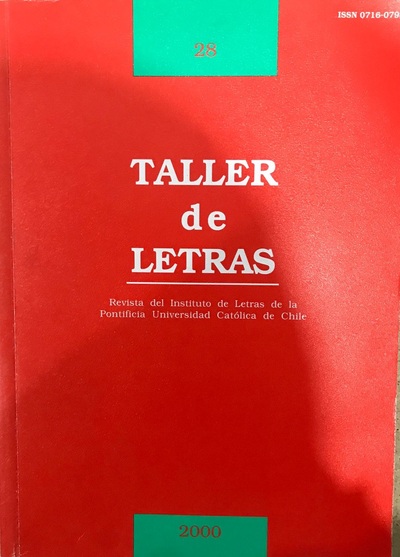 ISSN 0716-079
28
TALLER
de
LETRAS
Revista del Instituto de Letras de la
Pontificia Universidad Católica de Chile
2000